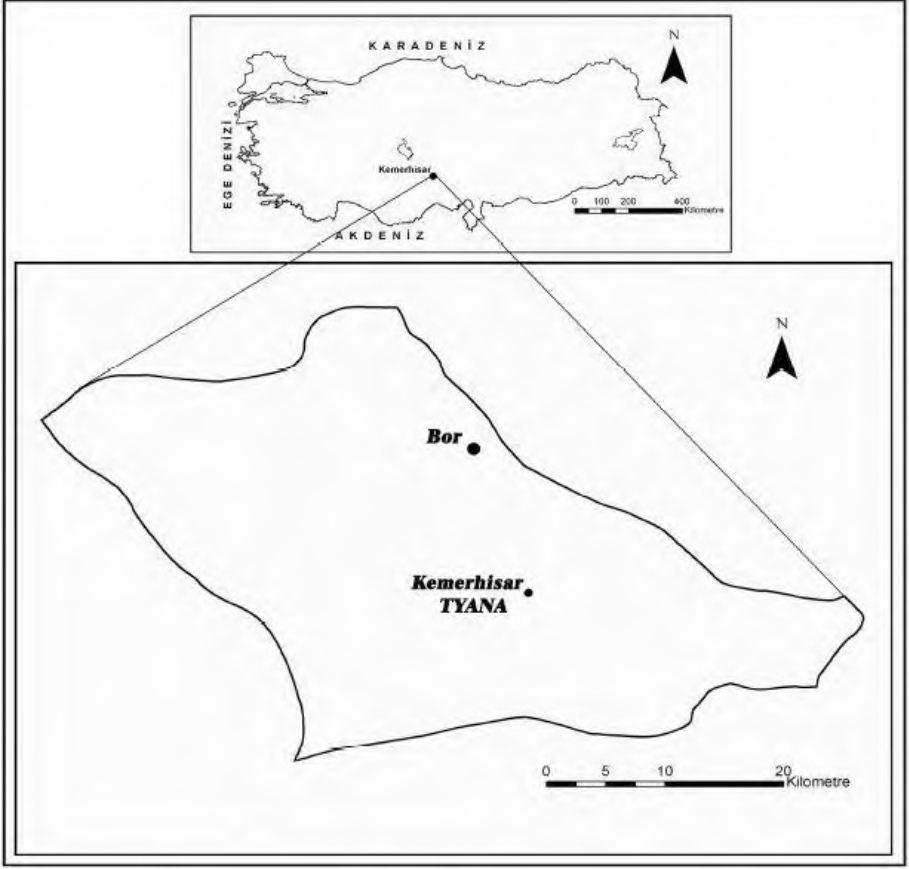 KARADENİZ
N
EGE DENİZİ
Kemerhisar
0 100 200 400
Kilometre
AKDENİZ
N
Bor
Kemerhisar
TYANA
0 5 10 20
Kilometre